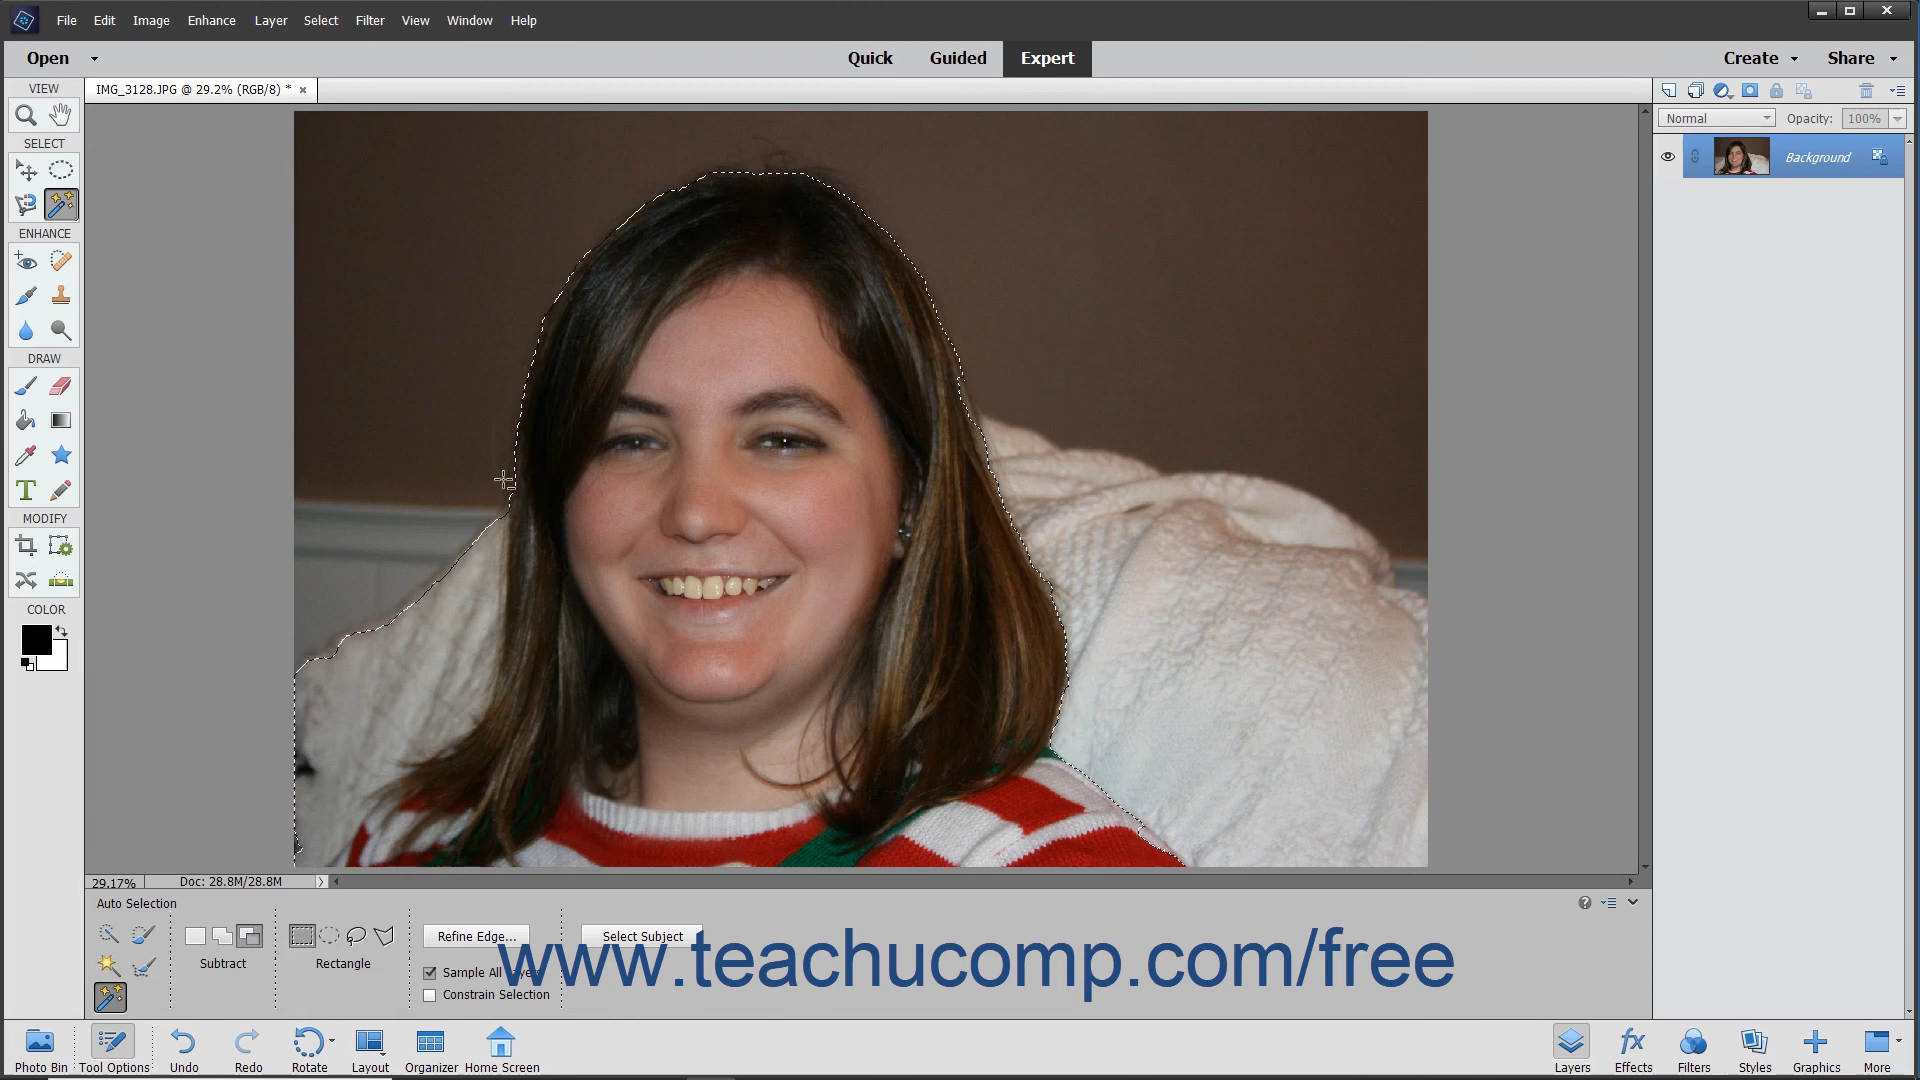 File Edit Image Enhance Layer Select Filter View Window Help
Open Quick Guided Expert Create Share
VIEW
IMG_3128.JPG @ 29.2% (RGB/8) * ×
Normal Opacity: 100%
SELECT
Background
ENHANCE
DRAW
T
MODIFY
COLOR
29.17% Doc: 28.8M/28.8M
Auto Selection
Refine Edge... Select Subject
Subtract Rectangle
Sample All Layers
Constrain Selection
www.teachucomp.com/free
Photo Bin Tool Options Undo Redo Rotate Layout Organizer Home Screen
fx
Layers Effects Filters Styles Graphics More